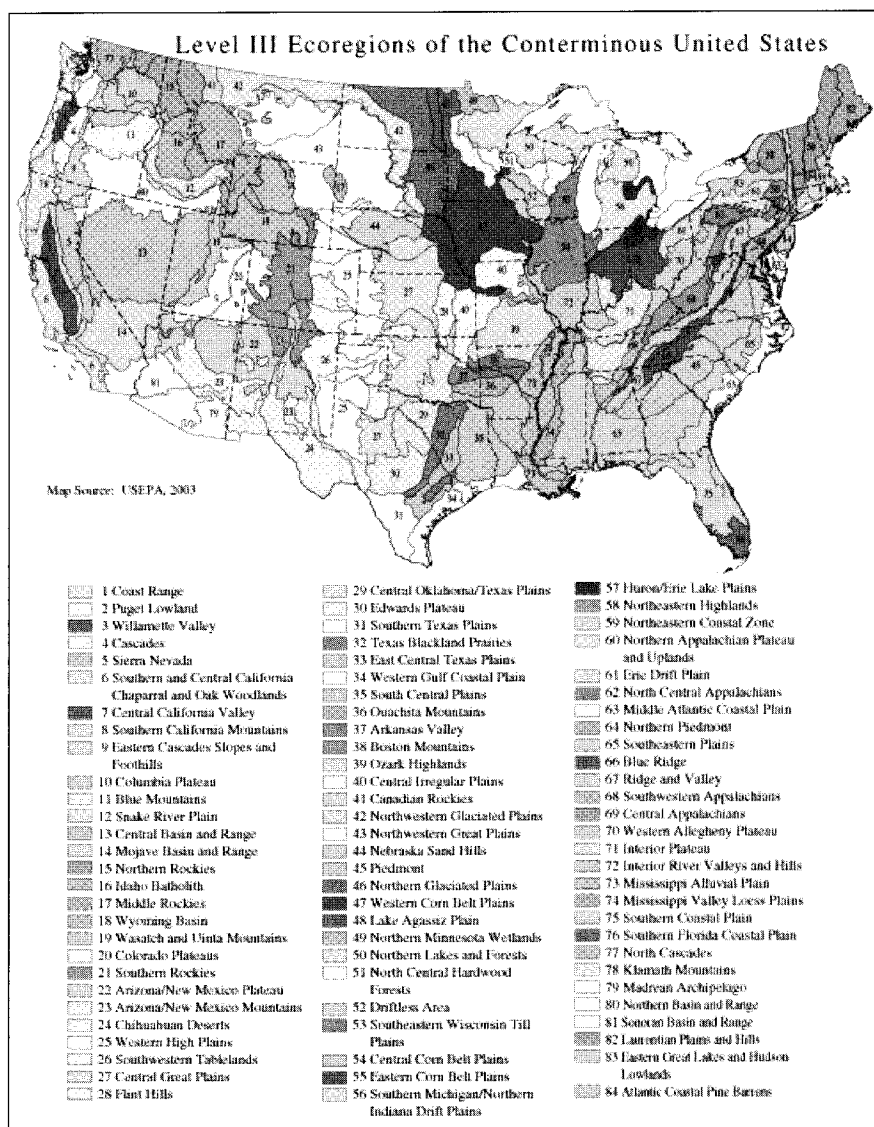 Level III Ecoregions of the Conterminous United States
Map Source: USEPA, 2003
1 Coast Range
2 Puget Lowland
3 Willamette Valley
4 Cascades
5 Sierra Nevada
6 Southern and Central California
Chaparral and Oak Woodlands
7 Central California Valley
8 Southern California Mountains
9 Eastern Cascades Slopes and
Foothills
10 Columbia Plateau
11 Blue Mountains
12 Snake River Plain
13 Central Basin and Range
14 Mojave Basin and Range
15 Northern Rockies
16 Idaho Batholith
17 Middle Rockies
18 Wyoming Basin
19 Wasatch and Uinta Mountains
20 Colorado Plateaus
21 Southern Rockies
22 Arizona/New Mexico Plateau
23 Arizona/New Mexico Mountains
24 Chihuahuan Deserts
25 Western High Plains
26 Southwestern Tablelands
27 Central Great Plains
28 Flint Hills
29 Central Oklahoma/Texas Plains
30 Edwards Plateau
31 Southern Texas Plains
32 Texas Blackland Prairies
33 East Central Texas Plains
34 Western Gulf Coastal Plain
35 South Central Plains
36 Ouachita Mountains
37 Arkansas Valley
38 Boston Mountains
39 Ozark Highlands
40 Central Irregular Plains
41 Canadian Rockies
42 Northwestern Glaciated Plains
43 Northwestern Great Plains
44 Nebraska Sand Hills
45 Piedmont
46 Northern Glaciated Plains
47 Western Corn Belt Plains
48 Lake Agassiz Plain
49 Northern Minnesota Wetlands
50 Northern Lakes and Forests
51 North Central Hardwood
Forests
52 Driftless Area
53 Southeastern Wisconsin Till
Plains
54 Central Corn Belt Plains
55 Eastern Corn Belt Plains
56 Southern Michigan/Northern
Indiana Drift Plains
57 Huron/Erie Lake Plains
58 Northeastern Highlands
59 Northeastern Coastal Zone
60 Northern Appalachian Plateau
and Uplands
61 Erie Drift Plain
62 North Central Appalachians
63 Middle Atlantic Coastal Plain
64 Northern Piedmont
65 Southeastern Plains
66 Blue Ridge
67 Ridge and Valley
68 Southwestern Appalachians
69 Central Appalachians
70 Western Allegheny Plateau
71 Interior Plateau
72 Interior River Valleys and Hills
73 Mississippi Alluvial Plain
74 Mississippi Valley Loess Plains
75 Southern Coastal Plain
76 Southern Florida Coastal Plain
77 North Cascades
78 Klamath Mountains
79 Madrean Archipelago
80 Northern Basin and Range
81 Sonoran Basin and Range
82 Laurentian Plains and Hills
83 Eastern Great Lakes and Hudson
Lowlands
84 Atlantic Coastal Pine Barrens